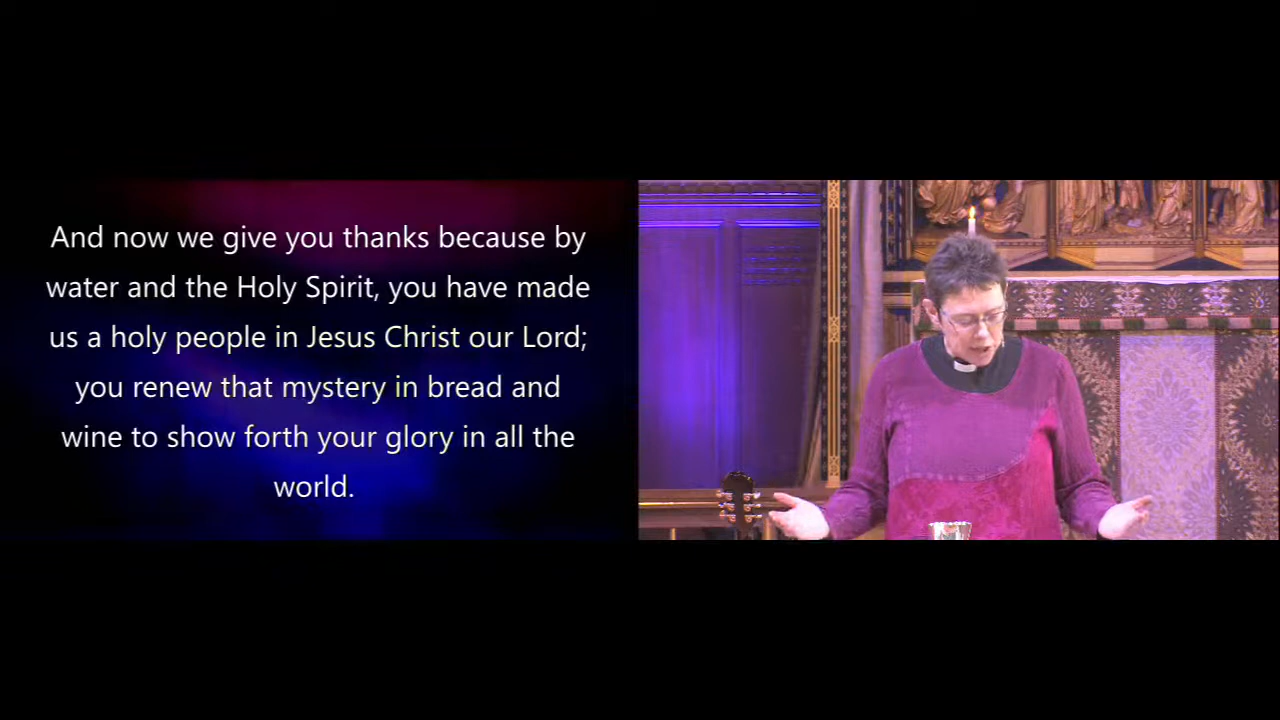 And now we give you thanks because by
water and the Holy Spirit, you have made
us a holy people in Jesus Christ our Lord;
you renew that mystery in bread and
wine to show forth your glory in all the
world.